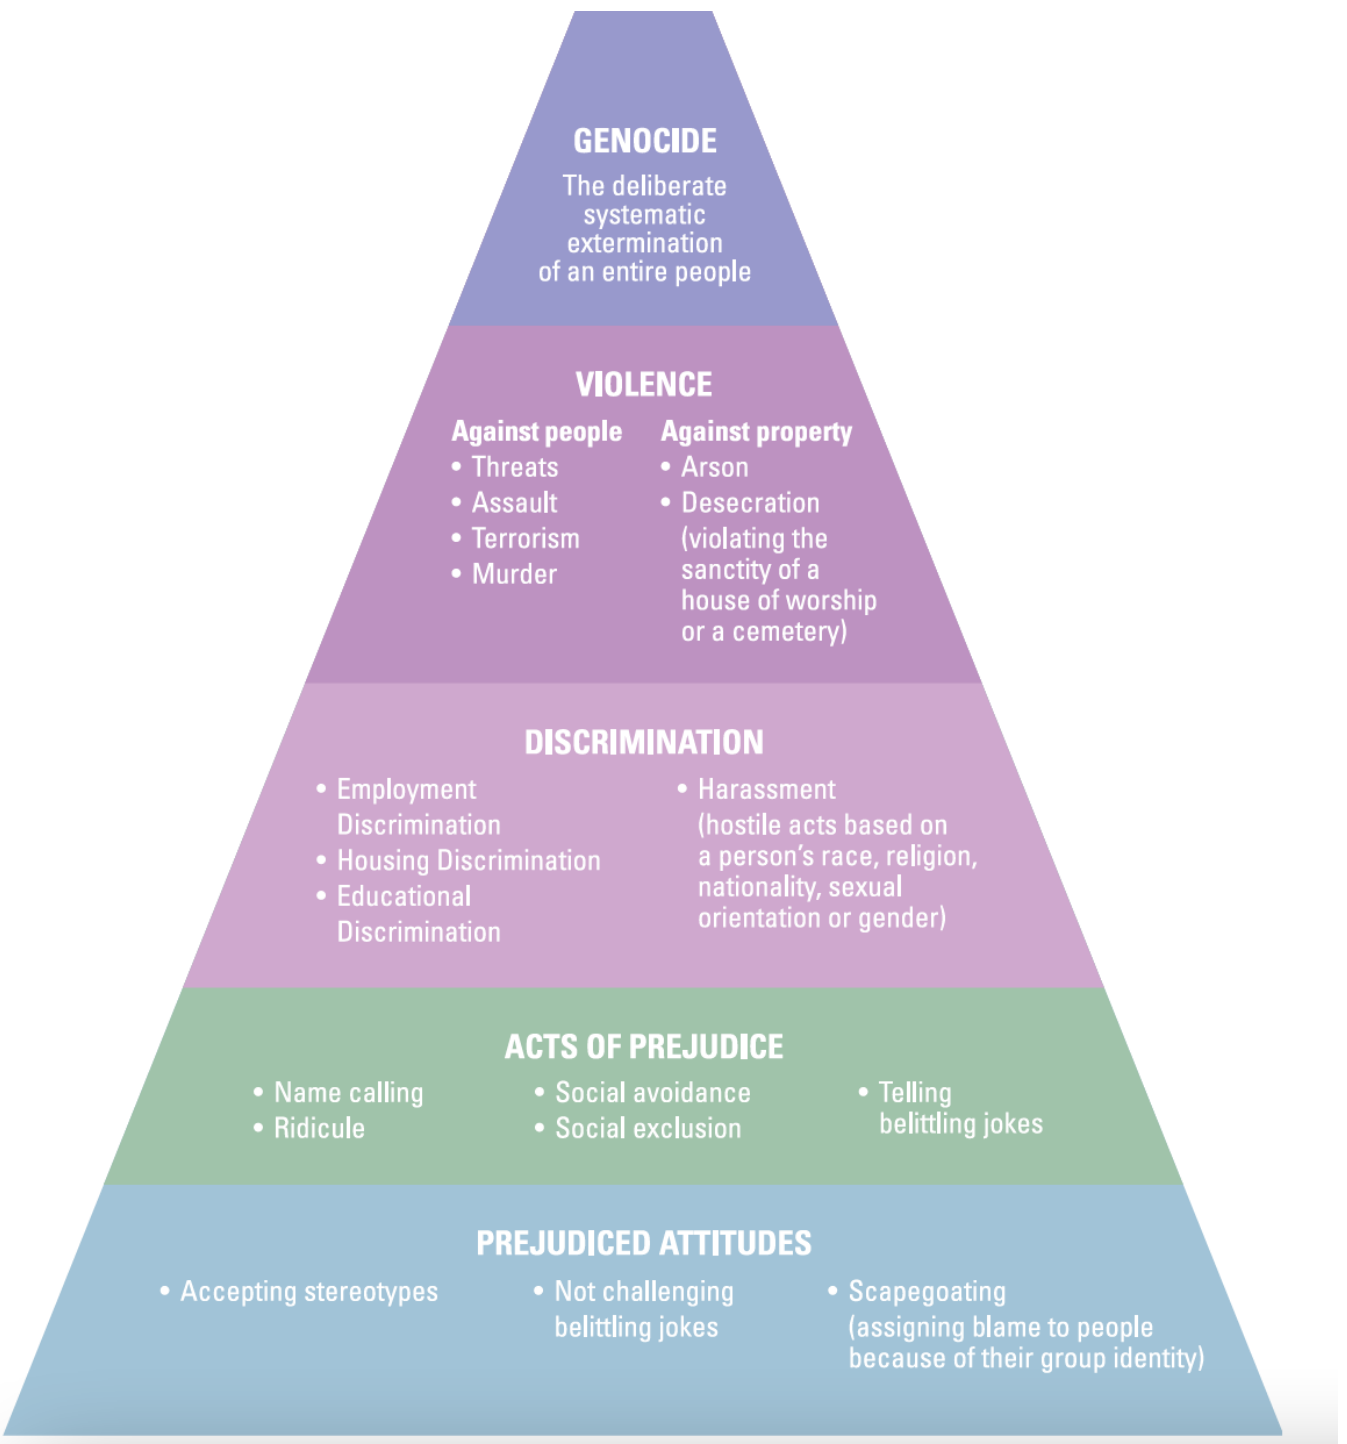 GENOCIDE
The deliberate
systematic
extermination
of an entire people
VIOLENCE
Against people
• Threats
• Assault
• Terrorism
• Murder
Against property
• Arson
• Desecration
(violating the
sanctity of a
house of worship
or a cemetery)
DISCRIMINATION
• Employment
Discrimination
• Housing Discrimination
• Educational
Discrimination
• Harassment
(hostile acts based on
a person’s race, religion,
nationality, sexual
orientation or gender)
ACTS OF PREJUDICE
• Name calling
• Ridicule
• Social avoidance
• Social exclusion
• Telling
belittling jokes
PREJUDICED ATTITUDES
• Accepting stereotypes
• Not challenging
belittling jokes
• Scapegoating
(assigning blame to people
because of their group identity)